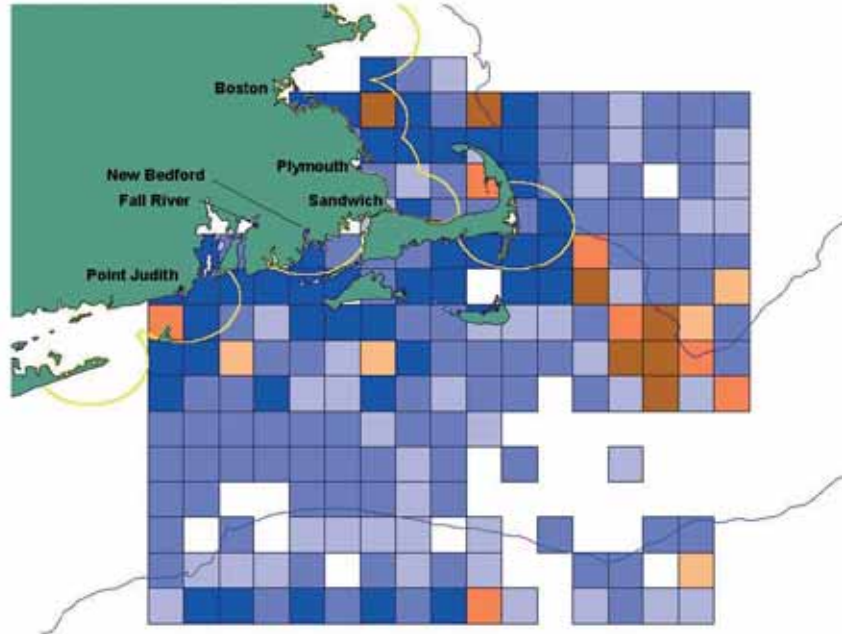 Boston
Plymouth
New Bedford
Fall River
Sandwich
Point Judith